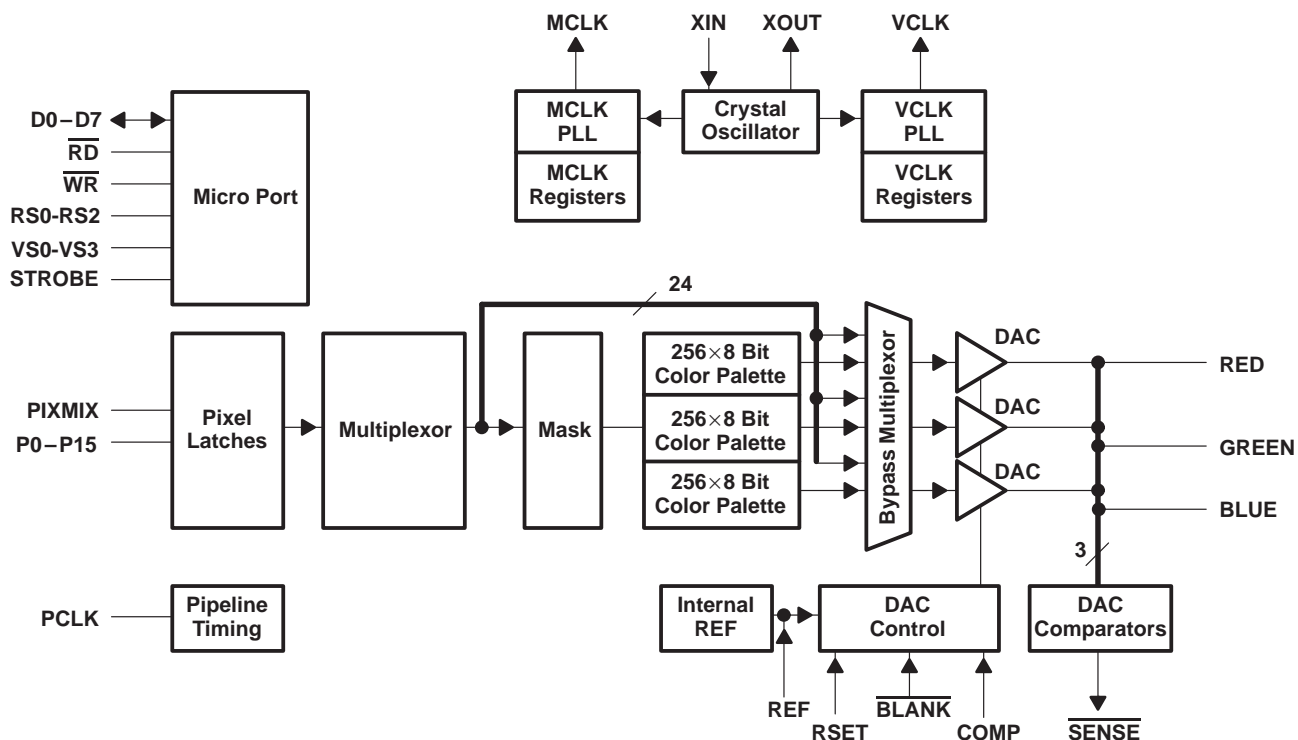 MCLK
XIN
XOUT
VCLK
MCLK
PLL
MCLK
Registers
Crystal
Oscillator
VCLK
PLL
VCLK
Registers
D0–D7
RD
WR
RS0-RS2
VS0-VS3
STROBE
Micro Port
24
PIXMIX
P0–P15
Pixel
Latches
Multiplexor
Mask
256×8 Bit
Color Palette
256×8 Bit
Color Palette
256×8 Bit
Color Palette
Bypass Multiplexor
DAC
DAC
DAC
RED
GREEN
BLUE
3
PCLK
Pipeline
Timing
Internal
REF
DAC
Control
DAC
Comparators
REF
RSET
BLANK
COMP
SENSE